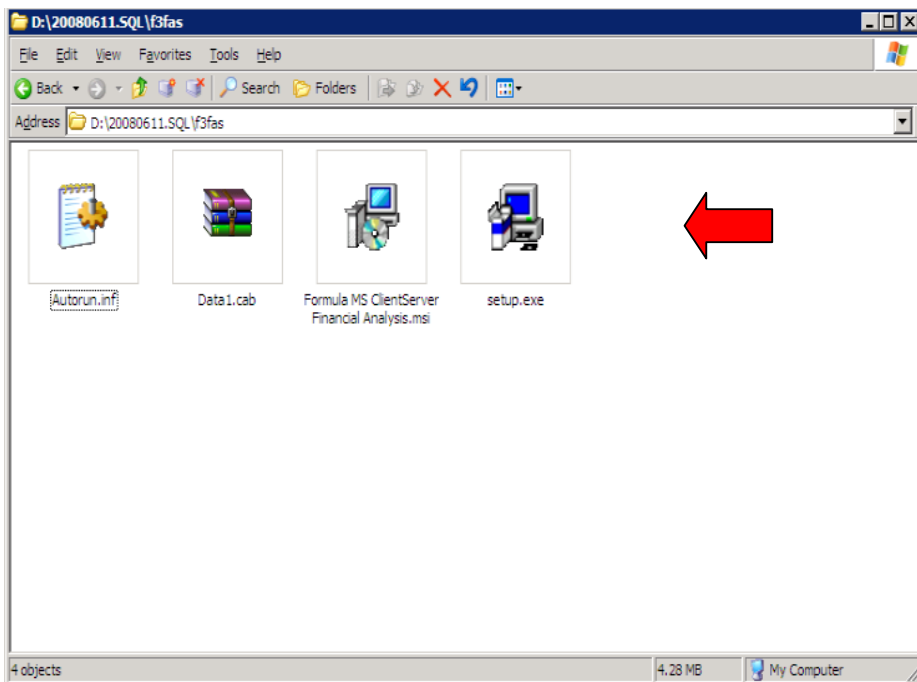 D:\20080611.SQL\f3fas
File Edit View Favorites Tools Help
Back Search Folders
Address D:\20080611.SQL\f3fas
Autorun.inf Data1.cab Formula MS ClientServer setup.exe
Financial Analysis.msi
4 objects 4.28 MB My Computer